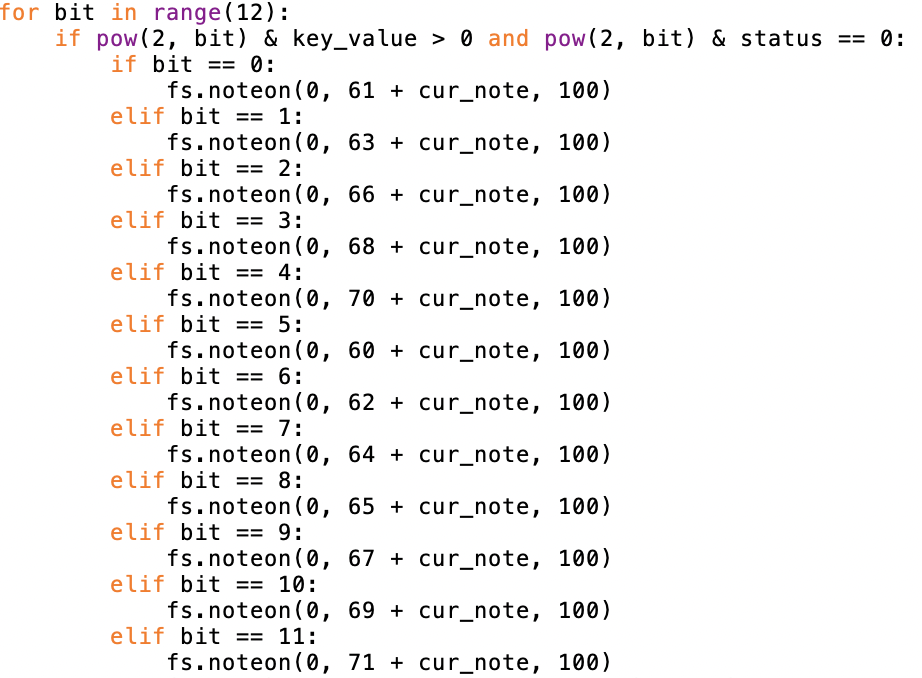 for bit in range(12):
    if pow(2, bit) & key_value > 0 and pow(2, bit) & status == 0:
        if bit == 0:
            fs.noteon(0, 61 + cur_note, 100)
        elif bit == 1:
            fs.noteon(0, 63 + cur_note, 100)
        elif bit == 2:
            fs.noteon(0, 66 + cur_note, 100)
        elif bit == 3:
            fs.noteon(0, 68 + cur_note, 100)
        elif bit == 4:
            fs.noteon(0, 70 + cur_note, 100)
        elif bit == 5:
            fs.noteon(0, 60 + cur_note, 100)
        elif bit == 6:
            fs.noteon(0, 62 + cur_note, 100)
        elif bit == 7:
            fs.noteon(0, 64 + cur_note, 100)
        elif bit == 8:
            fs.noteon(0, 65 + cur_note, 100)
        elif bit == 9:
            fs.noteon(0, 67 + cur_note, 100)
        elif bit == 10:
            fs.noteon(0, 69 + cur_note, 100)
        elif bit == 11:
            fs.noteon(0, 71 + cur_note, 100)